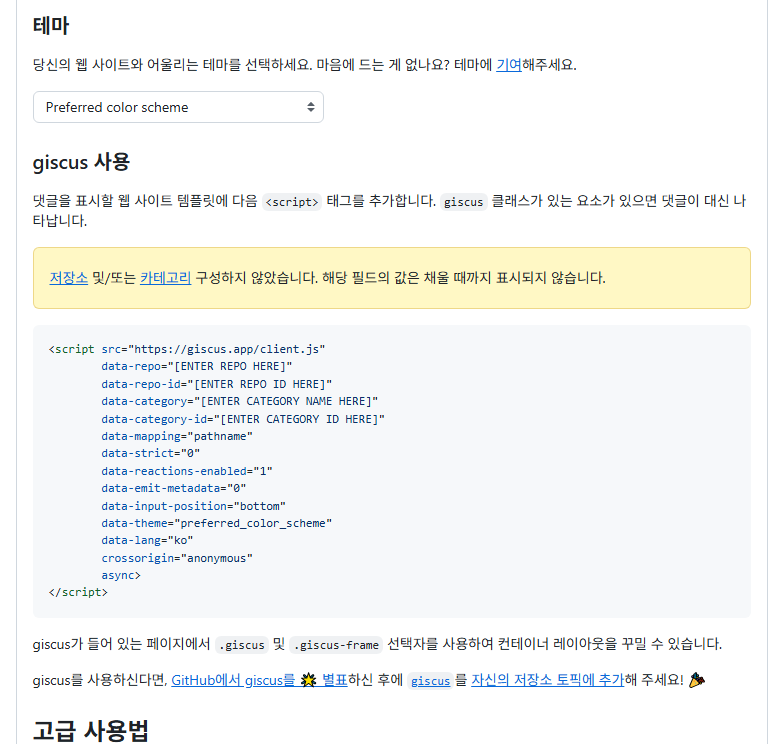 테마
당신의 웹 사이트와 어울리는 테마를 선택하세요. 마음에 드는 게 없나요? 테마에 기여해주세요.
Preferred color scheme
giscus 사용
댓글을 표시할 웹 사이트 템플릿에 다음 <script> 태그를 추가합니다. giscus 클래스가 있는 요소가 있으면 댓글이 대신 나
타납니다.
저장소 및/또는 카테고리 구성하지 않았습니다. 해당 필드의 값은 채울 때까지 표시되지 않습니다.
<script src="https://giscus.app/client.js"
data-repo="[ENTER REPO HERE]"
data-repo-id="[ENTER REPO ID HERE]"
data-category="[ENTER CATEGORY NAME HERE]"
data-category-id="[ENTER CATEGORY ID HERE]"
data-mapping="pathname"
data-strict="0"
data-reactions-enabled="1"
data-emit-metadata="0"
data-input-position="bottom"
data-theme="preferred_color_scheme"
data-lang="ko"
crossorigin="anonymous"
async>
</script>
giscus가 들어 있는 페이지에서 .giscus 및 .giscus-frame 선택자를 사용하여 컨테이너 레이아웃을 꾸밀 수 있습니다.
giscus를 사용하신다면, GitHub에서 giscus를 🌟 별표하신 후에 giscus 를 자신의 저장소 토픽에 추가해 주세요! 🎉
고급 사용법